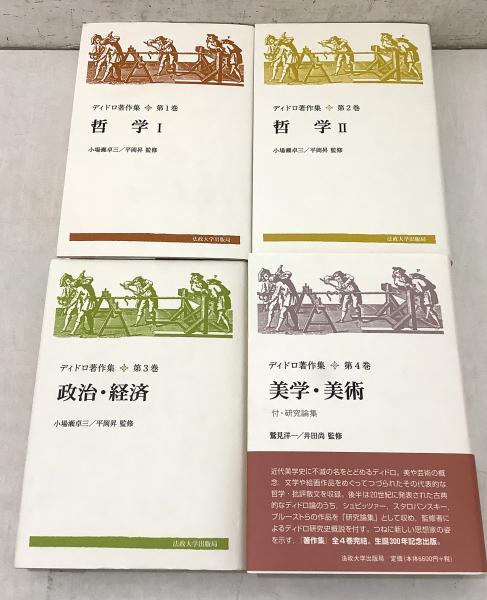 ディドロ著作集 第1巻
哲学 I
小場瀬卓三／平岡昇 監修
法政大学出版局
ディドロ著作集 第2巻
哲学 II
小場瀬卓三／平岡昇 監修
法政大学出版局
ディドロ著作集 第3巻
政治・経済
小場瀬卓三／平岡昇 監修
法政大学出版局
ディドロ著作集 第4巻
美学・美術
付・研究論集
鷲見洋一／井田尚 監修
近代美学史に不滅の名をとどめるディドロ。美や芸術の概
念、文学や絵画作品をめぐってつづられたその代表的な
哲学・批評散文を収録。後半は20世紀に発表された古典
的なディドロ論のうち、シュピッツァー、スタロバンスキー、
プルーストらの作品を「研究論集」として収め、監修者によ
るディドロ研究史概説を付す。つねに新しい思想家の姿
を示す、『著作集』全4巻完結。生誕300年記念出版。
法政大学出版局 定価（本体6600円＋税）